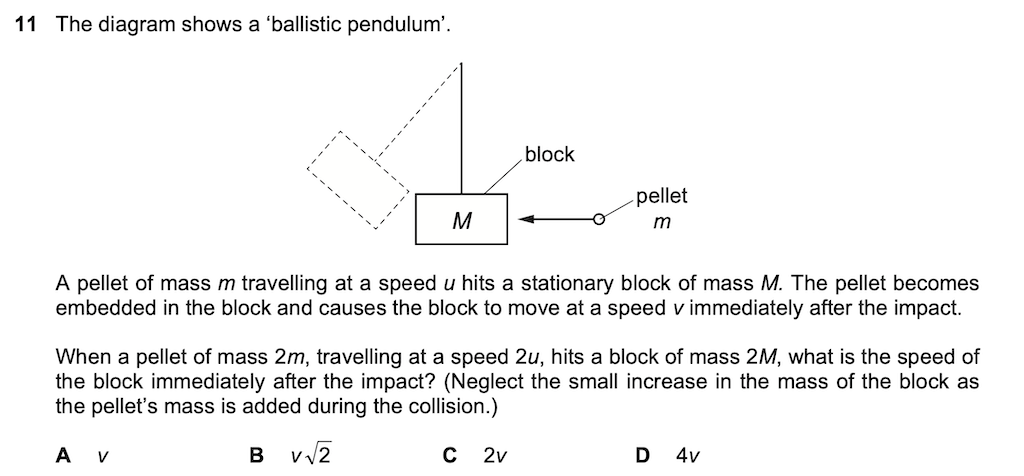 11 The diagram shows a ‘ballistic pendulum’.
block
pellet
M
m
A pellet of mass m travelling at a speed u hits a stationary block of mass M. The pellet becomes
embedded in the block and causes the block to move at a speed v immediately after the impact.
When a pellet of mass 2m, travelling at a speed 2u, hits a block of mass 2M, what is the speed of
the block immediately after the impact? (Neglect the small increase in the mass of the block as
the pellet’s mass is added during the collision.)
A v B v√2 C 2v D 4v